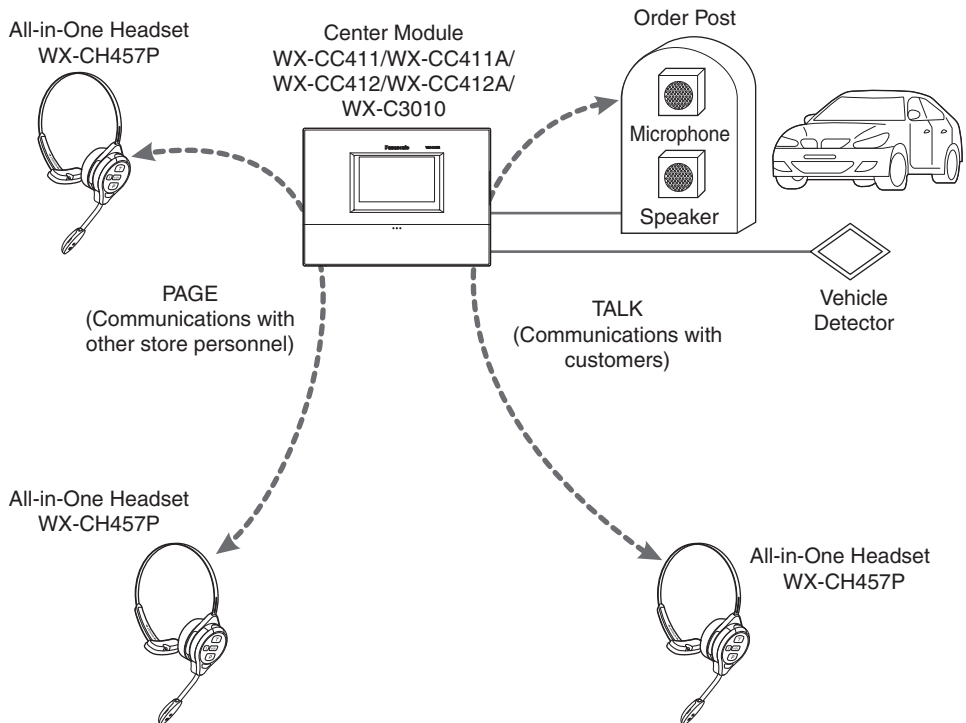 All-in-One Headset
WX-CH457P
Center Module
WX-CC411/WX-CC411A/
WX-CC412/WX-CC412A/
WX-C3010
Order Post
Panasonic
Microphone
Speaker
PAGE
(Communications with
other store personnel)
TALK
(Communications with
customers)
Vehicle
Detector
All-in-One Headset
WX-CH457P
All-in-One Headset
WX-CH457P